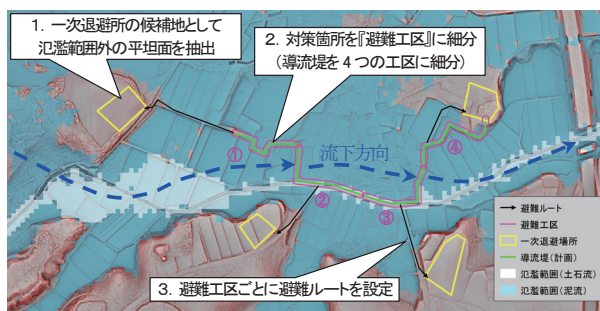 1．一次退避所の候補地として
氾濫範囲外の平坦面を抽出
2．対策箇所を『避難工区』に細分
（導流堤を4つの工区に細分）
①
流下方向
④
②
③
3．避難工区ごとに避難ルートを設定
避難ルート
避難工区
一次退避場所
導流堤（計画）
氾濫範囲（土石流）
氾濫範囲（泥流）